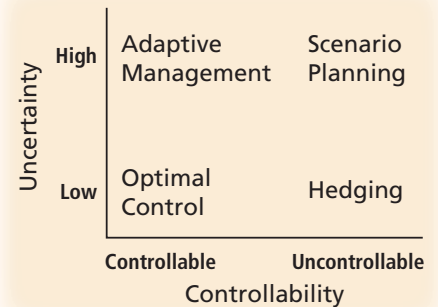 Uncertainty
High
Adaptive
Management
Scenario
Planning
Low
Optimal
Control
Hedging
Controllable
Uncontrollable
Controllability